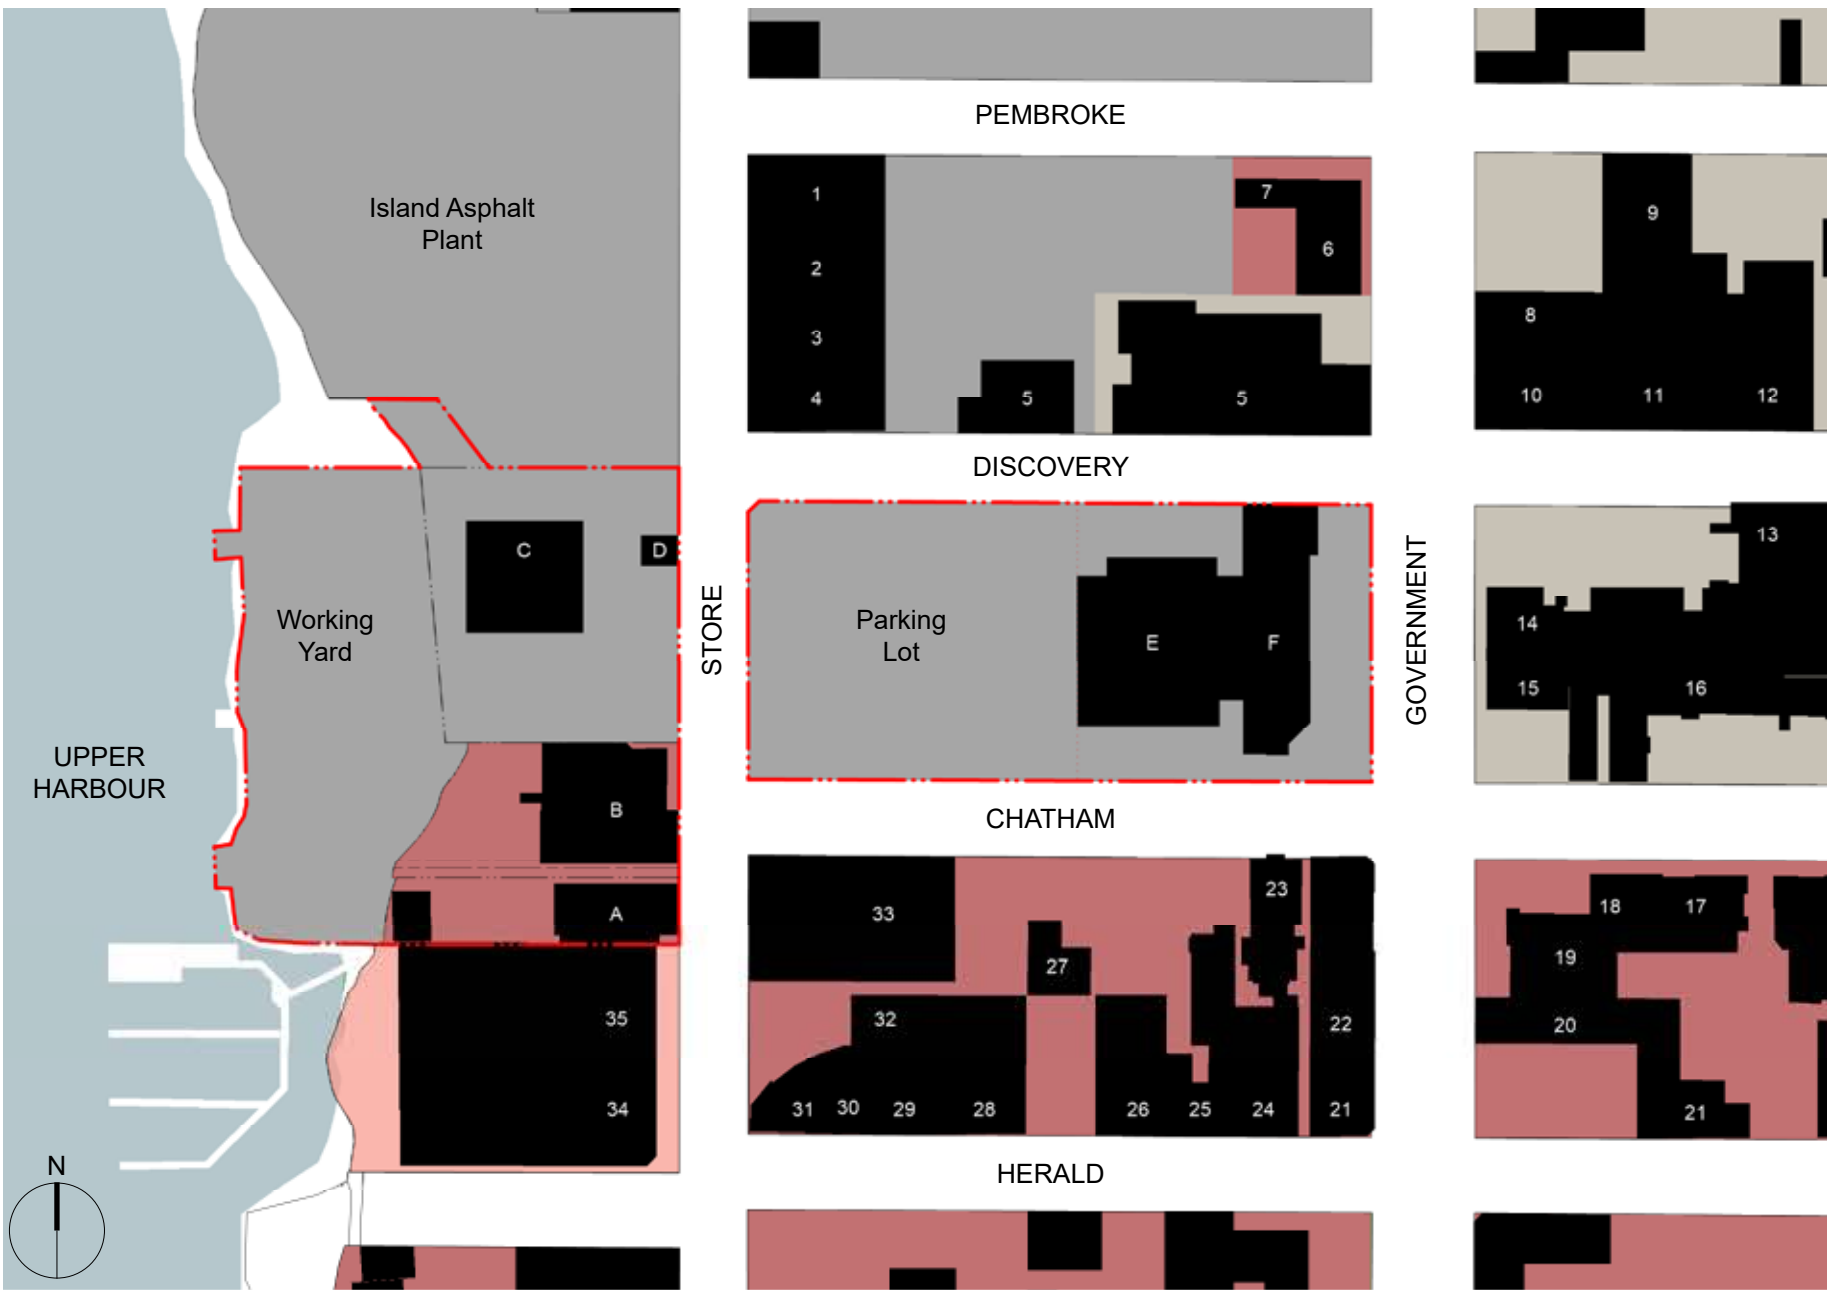 PEMBROKE
Island Asphalt
Plant
1
7
9
6
2
8
3
4
5
5
10
11
12
DISCOVERY
C
D
13
Working
Yard
STORE
Parking
Lot
E
F
GOVERNMENT
14
15
16
UPPER
HARBOUR
B
CHATHAM
A
33
23
18
17
27
19
35
32
22
20
34
31
30
29
28
26
25
24
21
21
N
HERALD